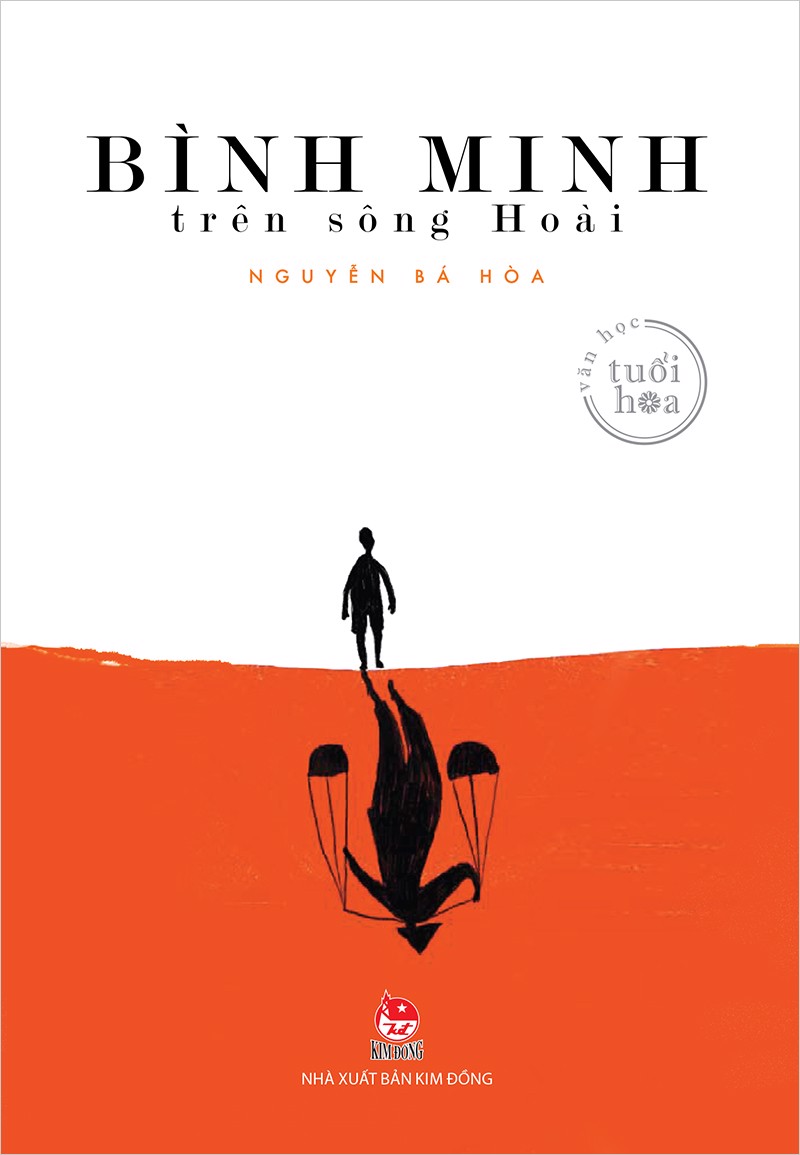 BÌNH MINH
trên sông Hoài
NGUYỄN BÁ HÒA
văn học
tuổi
hoa
Kđ
KIM ĐỒNG
NHÀ XUẤT BẢN KIM ĐỒNG